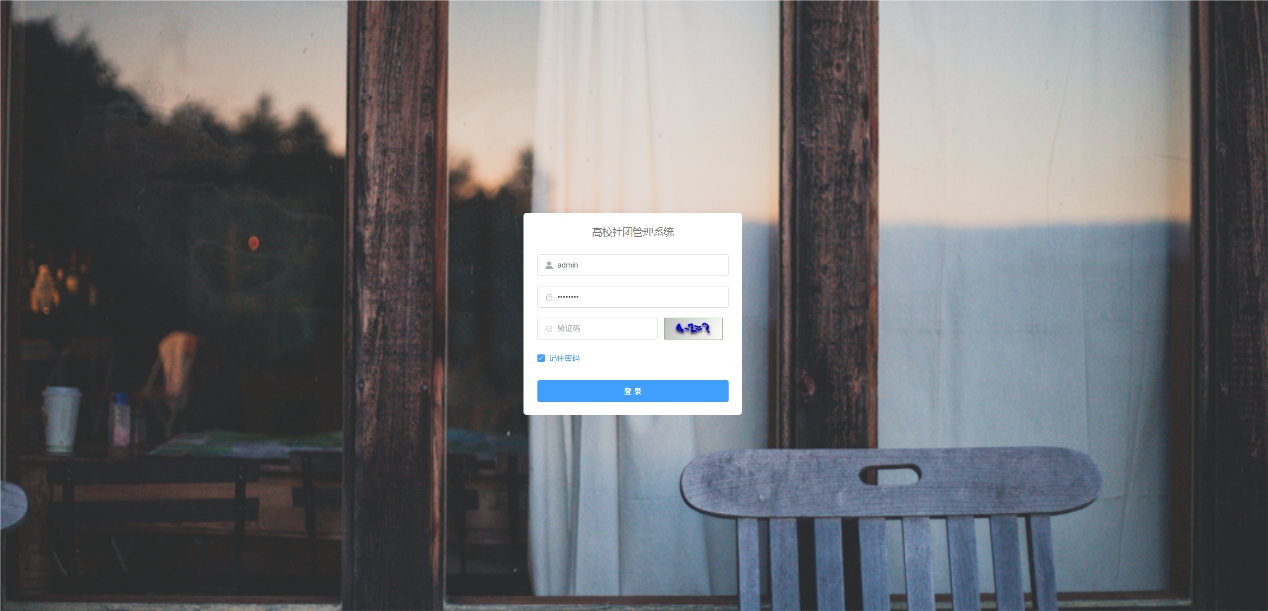 高校社团管理系统
admin
验证码
记住密码
登 录